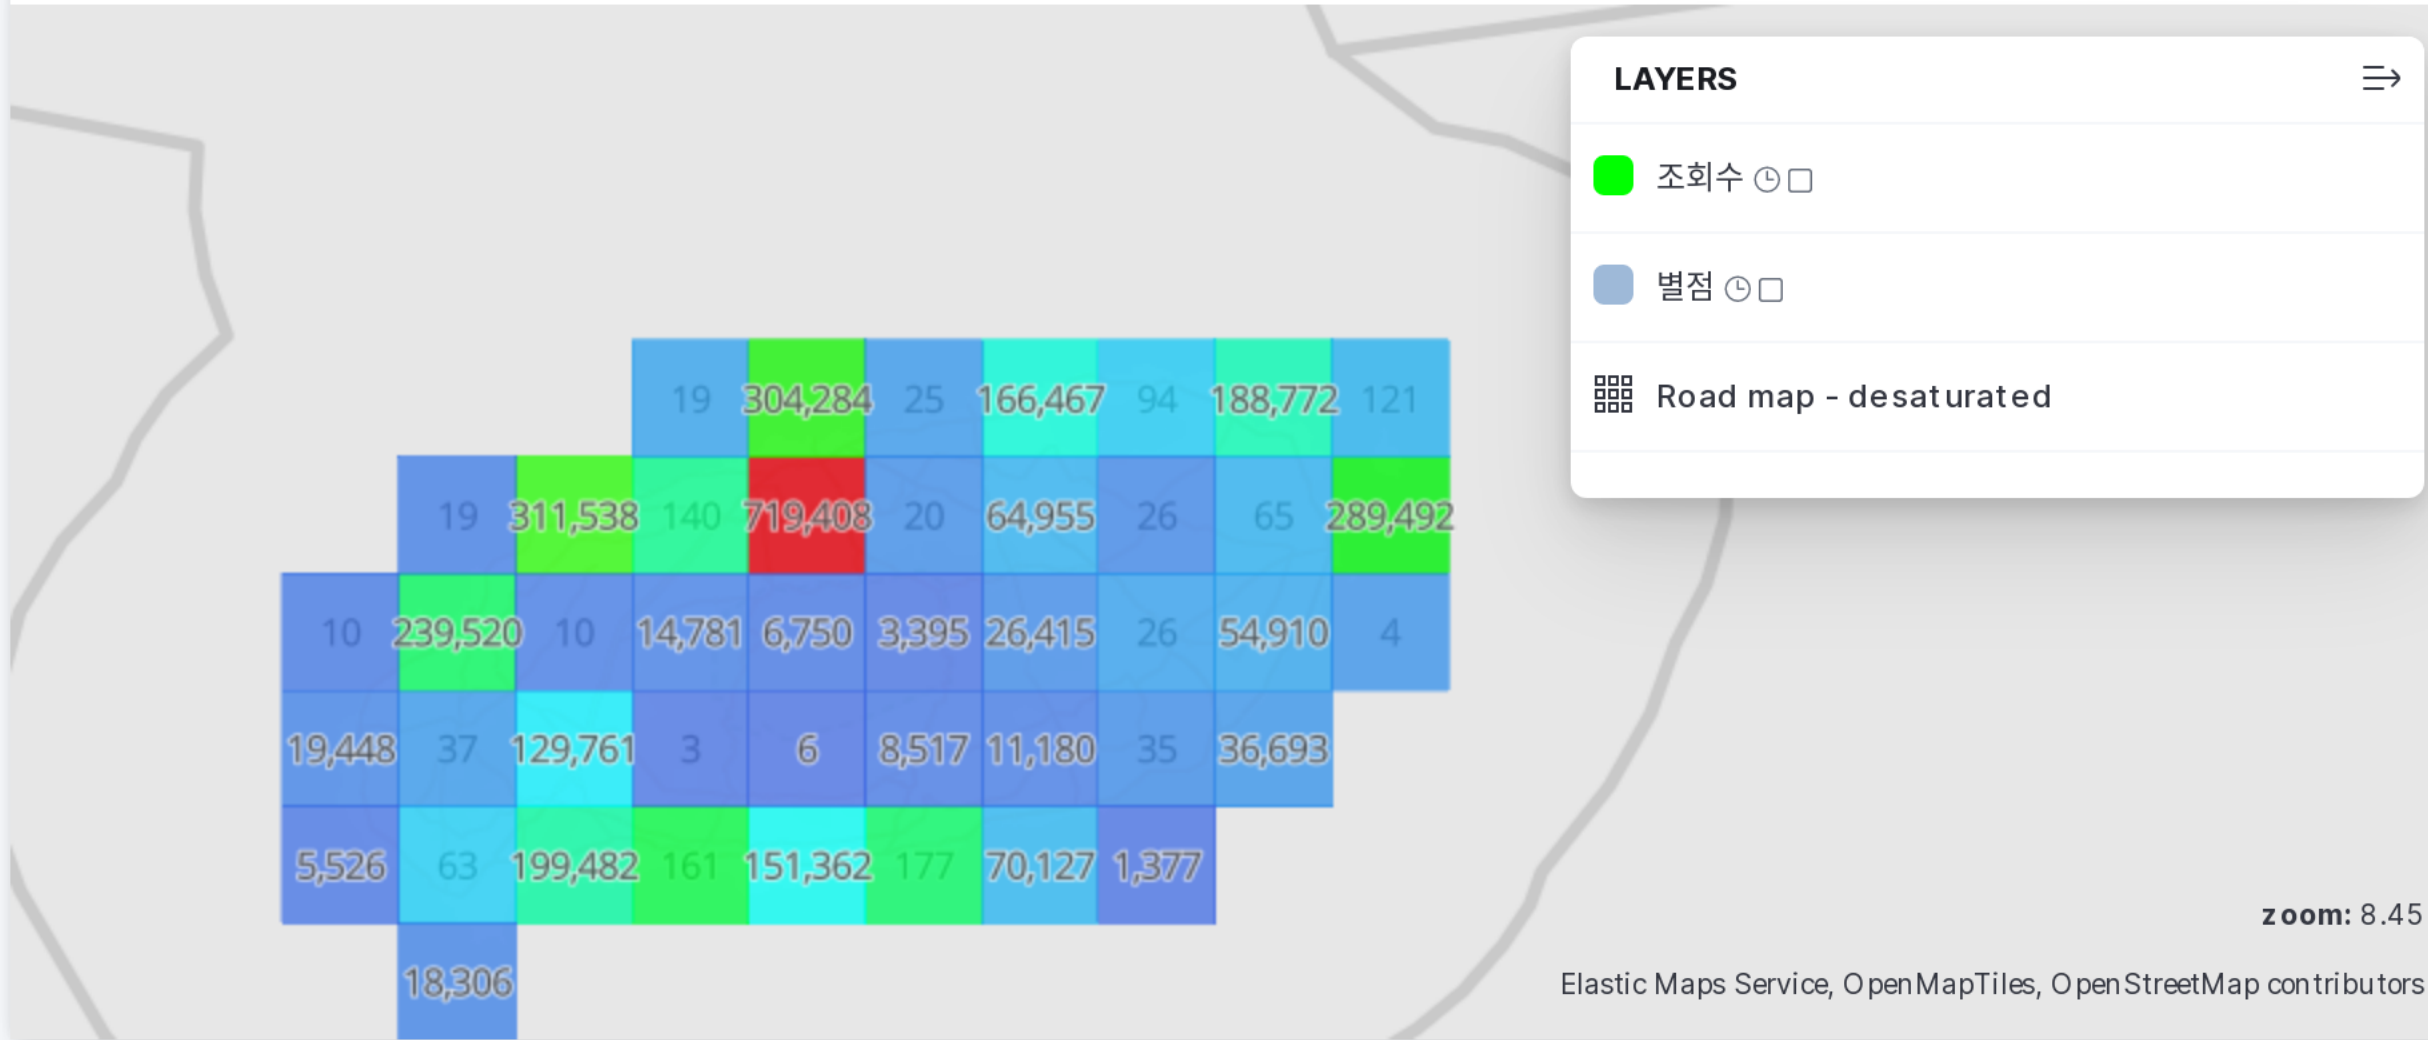 LAYERS
조회수
별점
Road map - desaturated
19 304,284 25 166,467 94 188,772 121
19 311,538 140 719,408 20 64,955 26 65 289,492
10 239,520 10 14,781 6,750 3,395 26,415 26 54,910 4
19,448 37 129,761 3 6 8,517 11,180 35 36,693
5,526 63 199,482 161 151,362 177 70,127 1,377
18,306
zoom: 8.45
Elastic Maps Service, OpenMapTiles, OpenStreetMap contributors